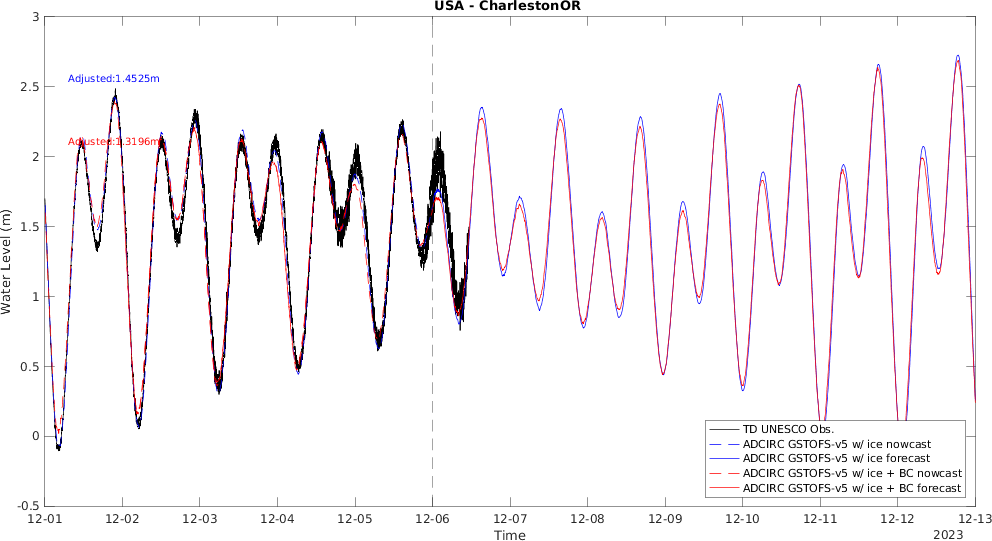 USA - CharlestonOR
3
Adjusted:1.4525m
2.5
Adjusted:1.3196m
2
1.5
Water Level (m)
1
0.5
0
-0.5
TD UNESCO Obs.
ADCIRC GSTOFS-v5 w/ ice nowcast
ADCIRC GSTOFS-v5 w/ ice forecast
ADCIRC GSTOFS-v5 w/ ice + BC nowcast
ADCIRC GSTOFS-v5 w/ ice + BC forecast
12-01 12-02 12-03 12-04 12-05 12-06 12-07 12-08 12-09 12-10 12-11 12-12 12-13
Time
2023